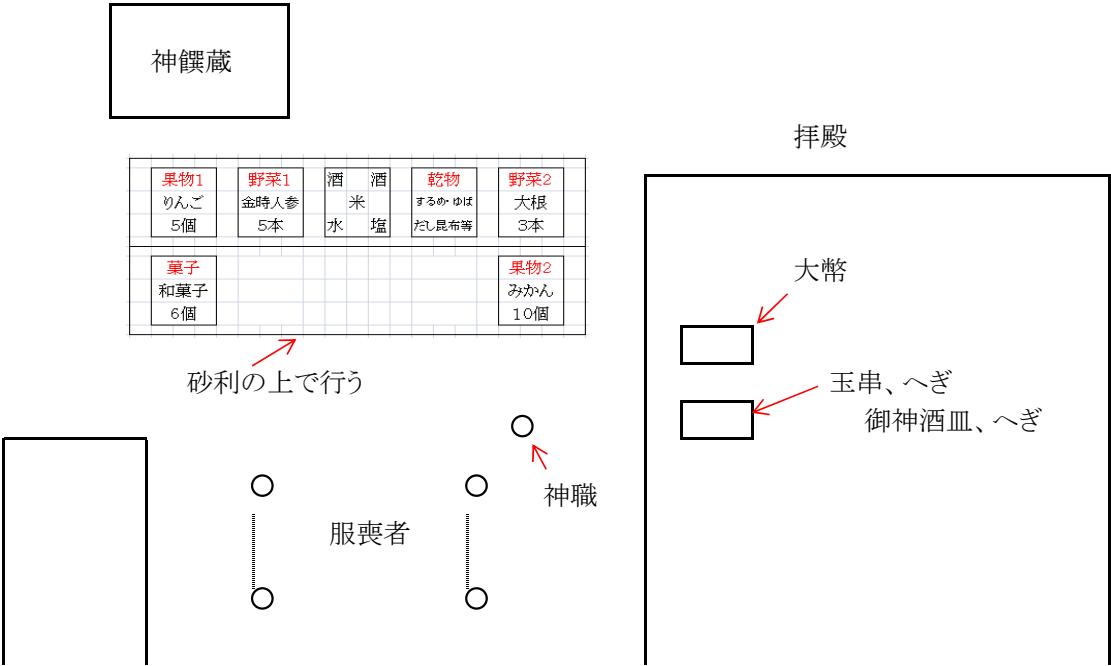 神饌蔵
拝殿
果物1 野菜1 酒 酒 乾物 野菜2
りんご 金時人参 米 するめ・ゆば 大根
5個 5本 水 塩 だし昆布等 3本
菓子 果物2
和菓子 みかん
6個 10個
大幣
砂利の上で行う
玉串、へぎ
御神酒皿、へぎ
神職
服喪者